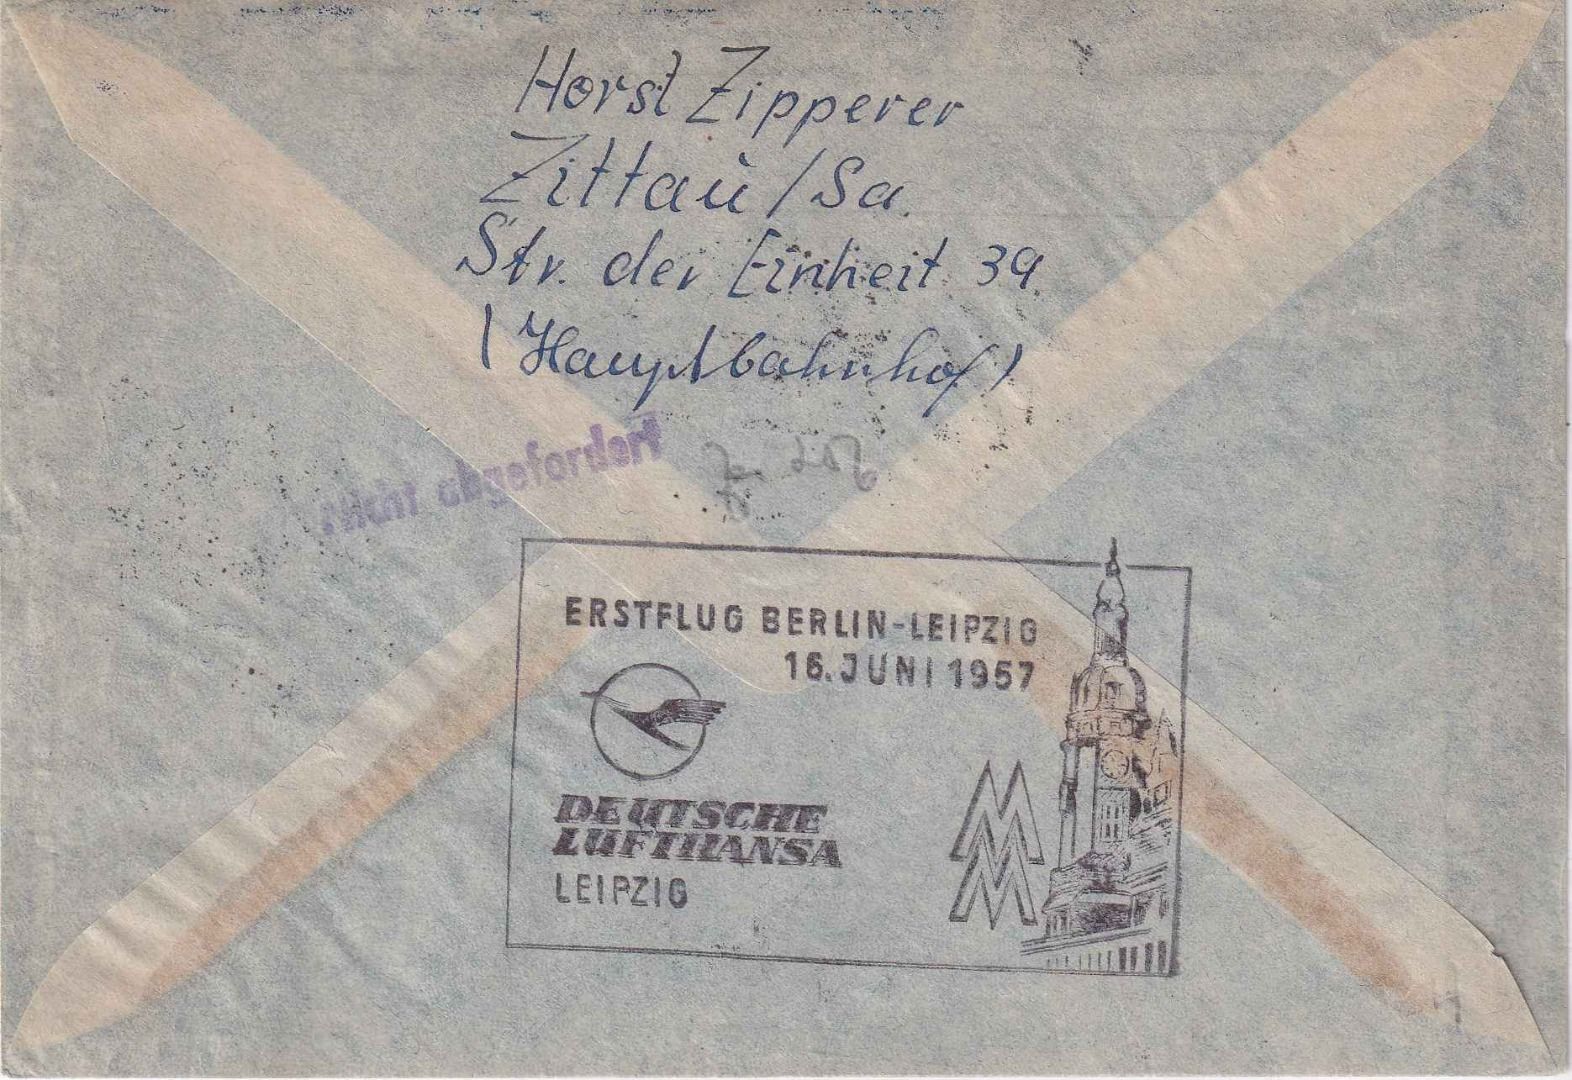 Horst Zipperer
Zittau/Sa.
Str. der Einheit 39
(Hauptbahnhof)
nicht abgefordert
ERSTFLUG BERLIN-LEIPZIG
16. JUNI 1957
DEUTSCHE
LUFTHANSA
LEIPZIG
MM